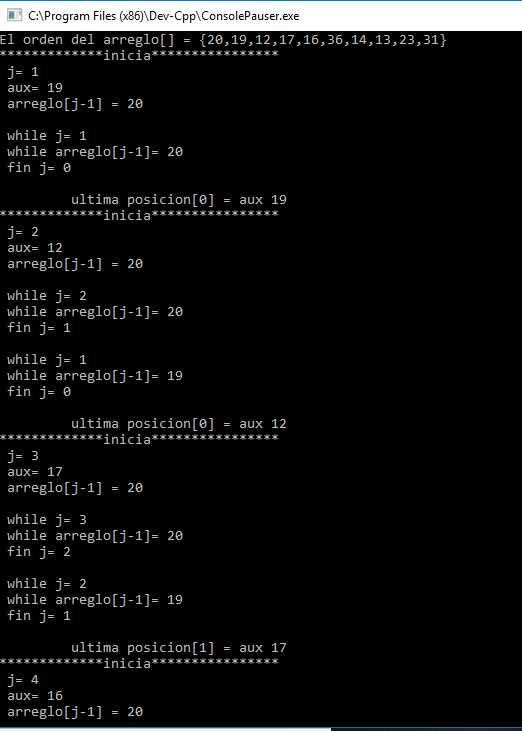 C:\Program Files (x86)\Dev-Cpp\ConsolePauser.exe
El orden del arreglo[] = {20,19,12,17,16,36,14,13,23,31}
*************inicia****************
j= 1
aux= 19
arreglo[j-1] = 20
while j= 1
while arreglo[j-1]= 20
fin j= 0
ultima posicion[0] = aux 19
*************inicia****************
j= 2
aux= 12
arreglo[j-1] = 20
while j= 2
while arreglo[j-1]= 20
fin j= 1
while j= 1
while arreglo[j-1]= 19
fin j= 0
ultima posicion[0] = aux 12
*************inicia****************
j= 3
aux= 17
arreglo[j-1] = 20
while j= 3
while arreglo[j-1]= 20
fin j= 2
while j= 2
while arreglo[j-1]= 19
fin j= 1
ultima posicion[1] = aux 17
*************inicia****************
j= 4
aux= 16
arreglo[j-1] = 20